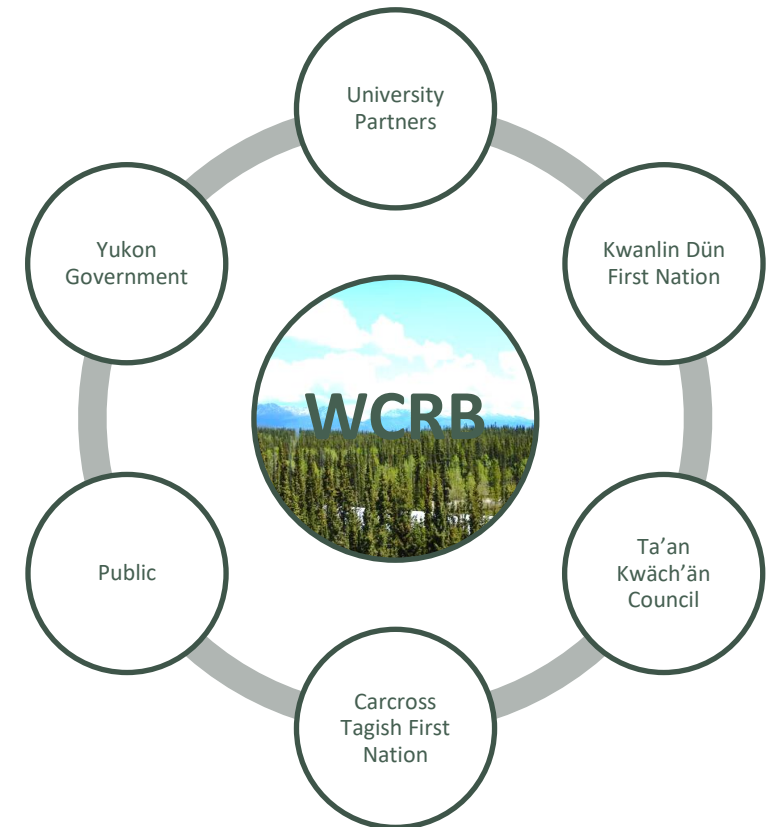 University
Partners
Kwanlin Dün
First Nation
Ta’an
Kwäch’än
Council
Carcross
Tagish First
Nation
Public
Yukon
Government
WCRB